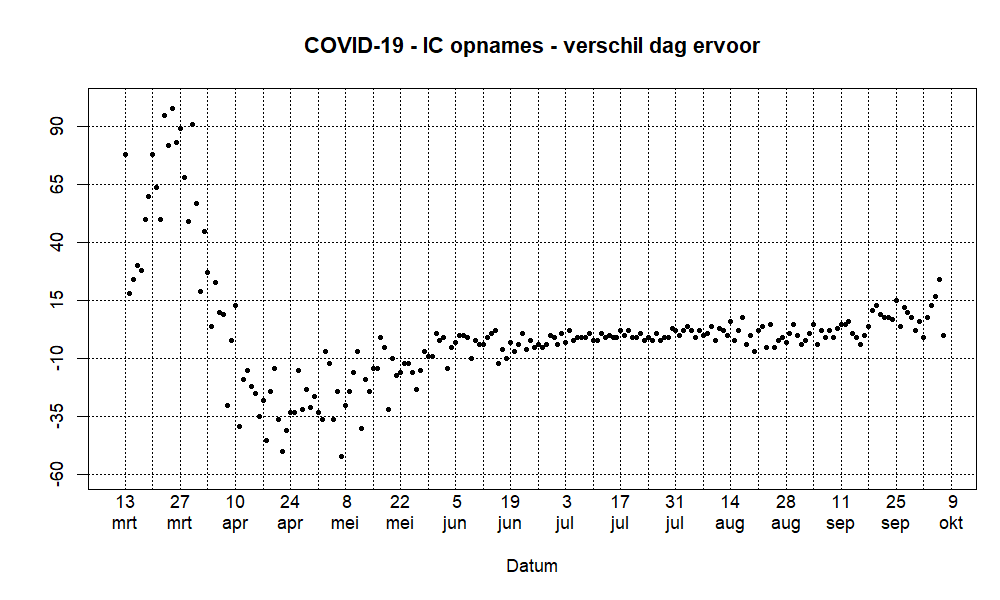 COVID-19 - IC opnames - verschil dag ervoor
90
65
40
15
-10
-35
-60
13 27 10 24 8 22 5 19 3 17 31 14 28 11 25 9
mrt mrt apr apr mei mei jun jun jul jul jul aug aug sep sep okt
Datum